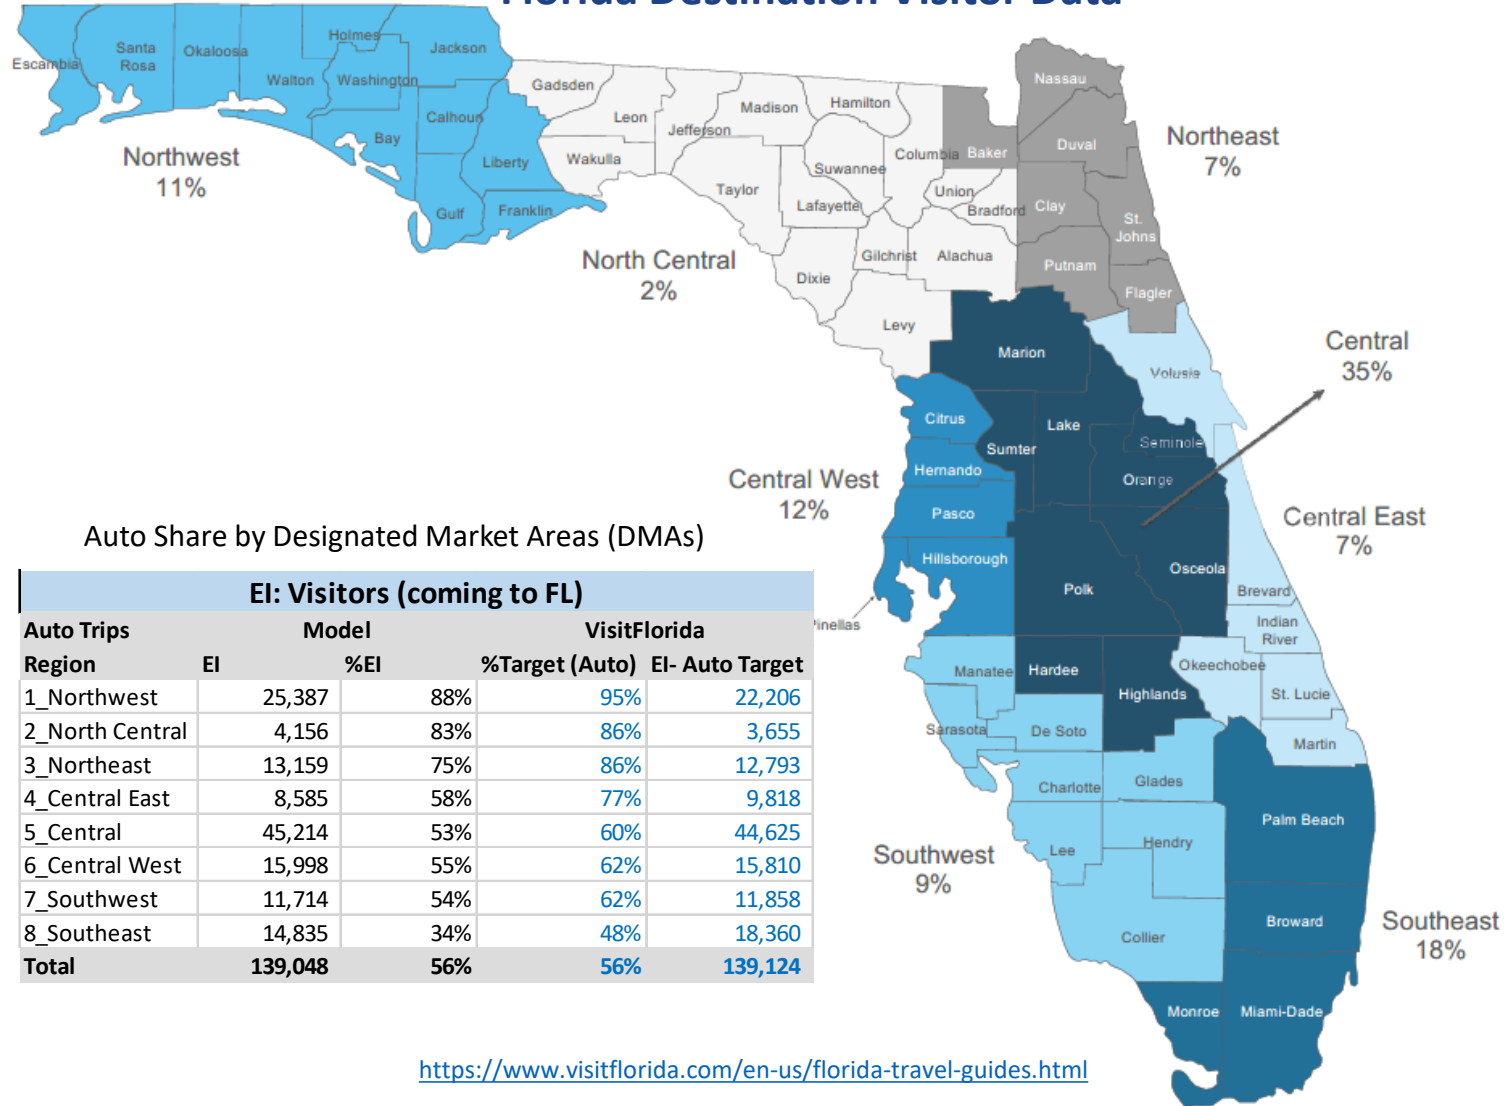 Florida Destination Visitor Data
Escambia
Santa
Rosa
Okaloosa
Walton
Holmes
Washington
Jackson
Calhoun
Bay
Liberty
Gulf
Franklin
Northwest
11%
Gadsden
Leon
Wakulla
Jefferson
Madison
Hamilton
Taylor
Suwannee
Lafayette
Columbia
Union
Bradford
Gilchrist
Alachua
Dixie
Levy
North Central
2%
Nassau
Baker
Duval
Clay
St.
Johns
Putnam
Flagler
Northeast
7%
Marion
Volusia
Central
35%
Citrus
Sumter
Lake
Seminole
Orange
Hernando
Pasco
Hillsborough
Pinellas
Polk
Osceola
Central West
12%
Central East
7%
Brevard
Indian
River
Manatee
Hardee
Highlands
Okeechobee
St. Lucie
Sarasota
De Soto
Martin
Charlotte
Glades
Palm Beach
Lee
Hendry
Southwest
9%
Collier
Broward
Southeast
18%
Monroe
Miami-Dade
Auto Share by Designated Market Areas (DMAs)
EI: Visitors (coming to FL)
Auto Trips Model VisitFlorida
Region EI %EI %Target (Auto) EI- Auto Target
1_Northwest 25,387 88% 95% 22,206
2_North Central 4,156 83% 86% 3,655
3_Northeast 13,159 75% 86% 12,793
4_Central East 8,585 58% 77% 9,818
5_Central 45,214 53% 60% 44,625
6_Central West 15,998 55% 62% 15,810
7_Southwest 11,714 54% 62% 11,858
8_Southeast 14,835 34% 48% 18,360
Total 139,048 56% 56% 139,124
https://www.visitflorida.com/en-us/florida-travel-guides.html